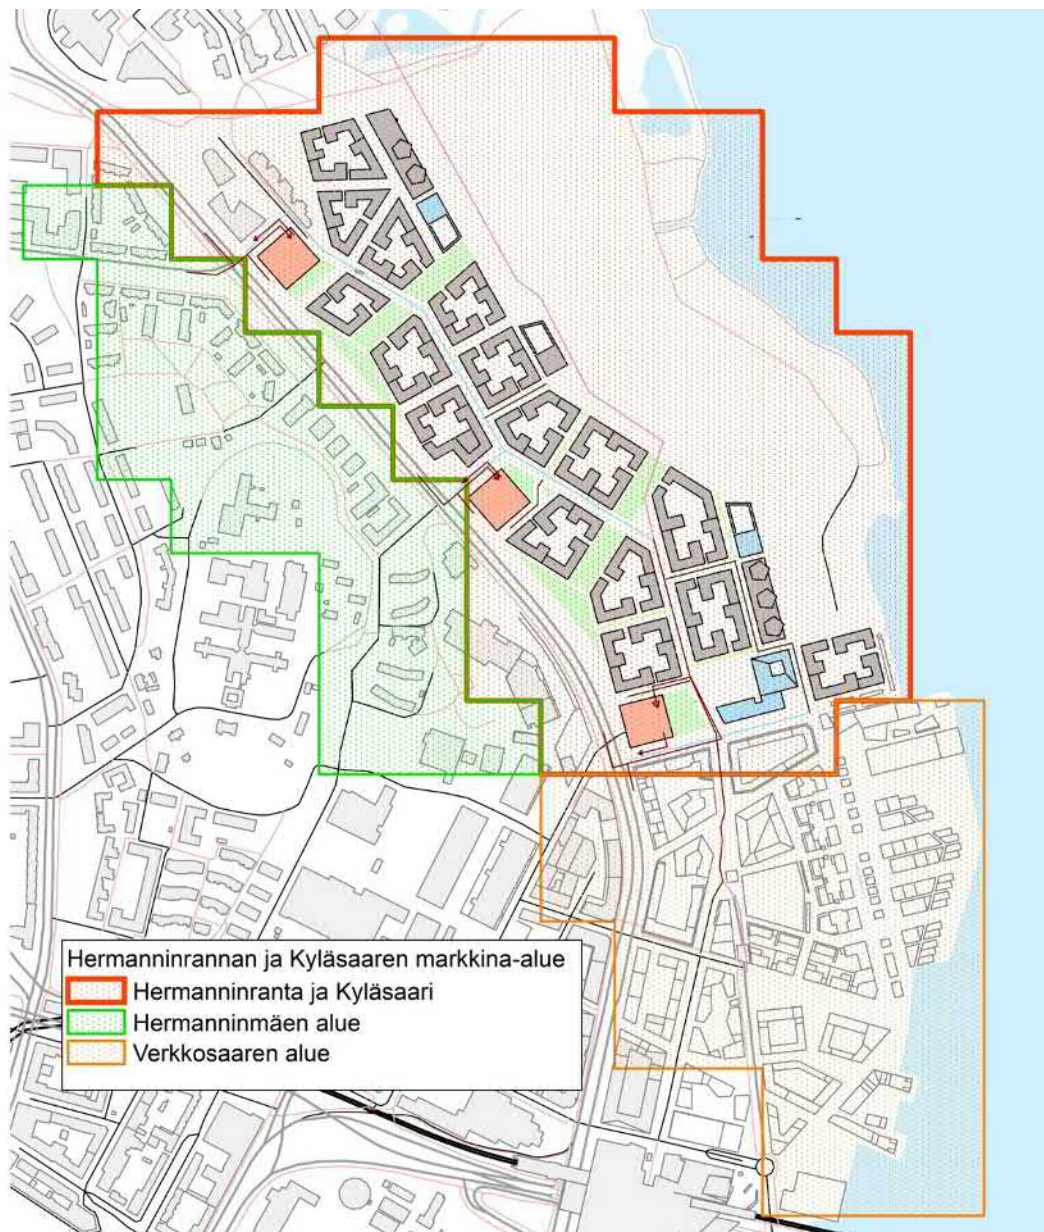 Hermanninrannan ja Kyläsaaren markkina-alue
Hermanninranta ja Kyläsaari
Hermanninmäen alue
Verkkosaaren alue